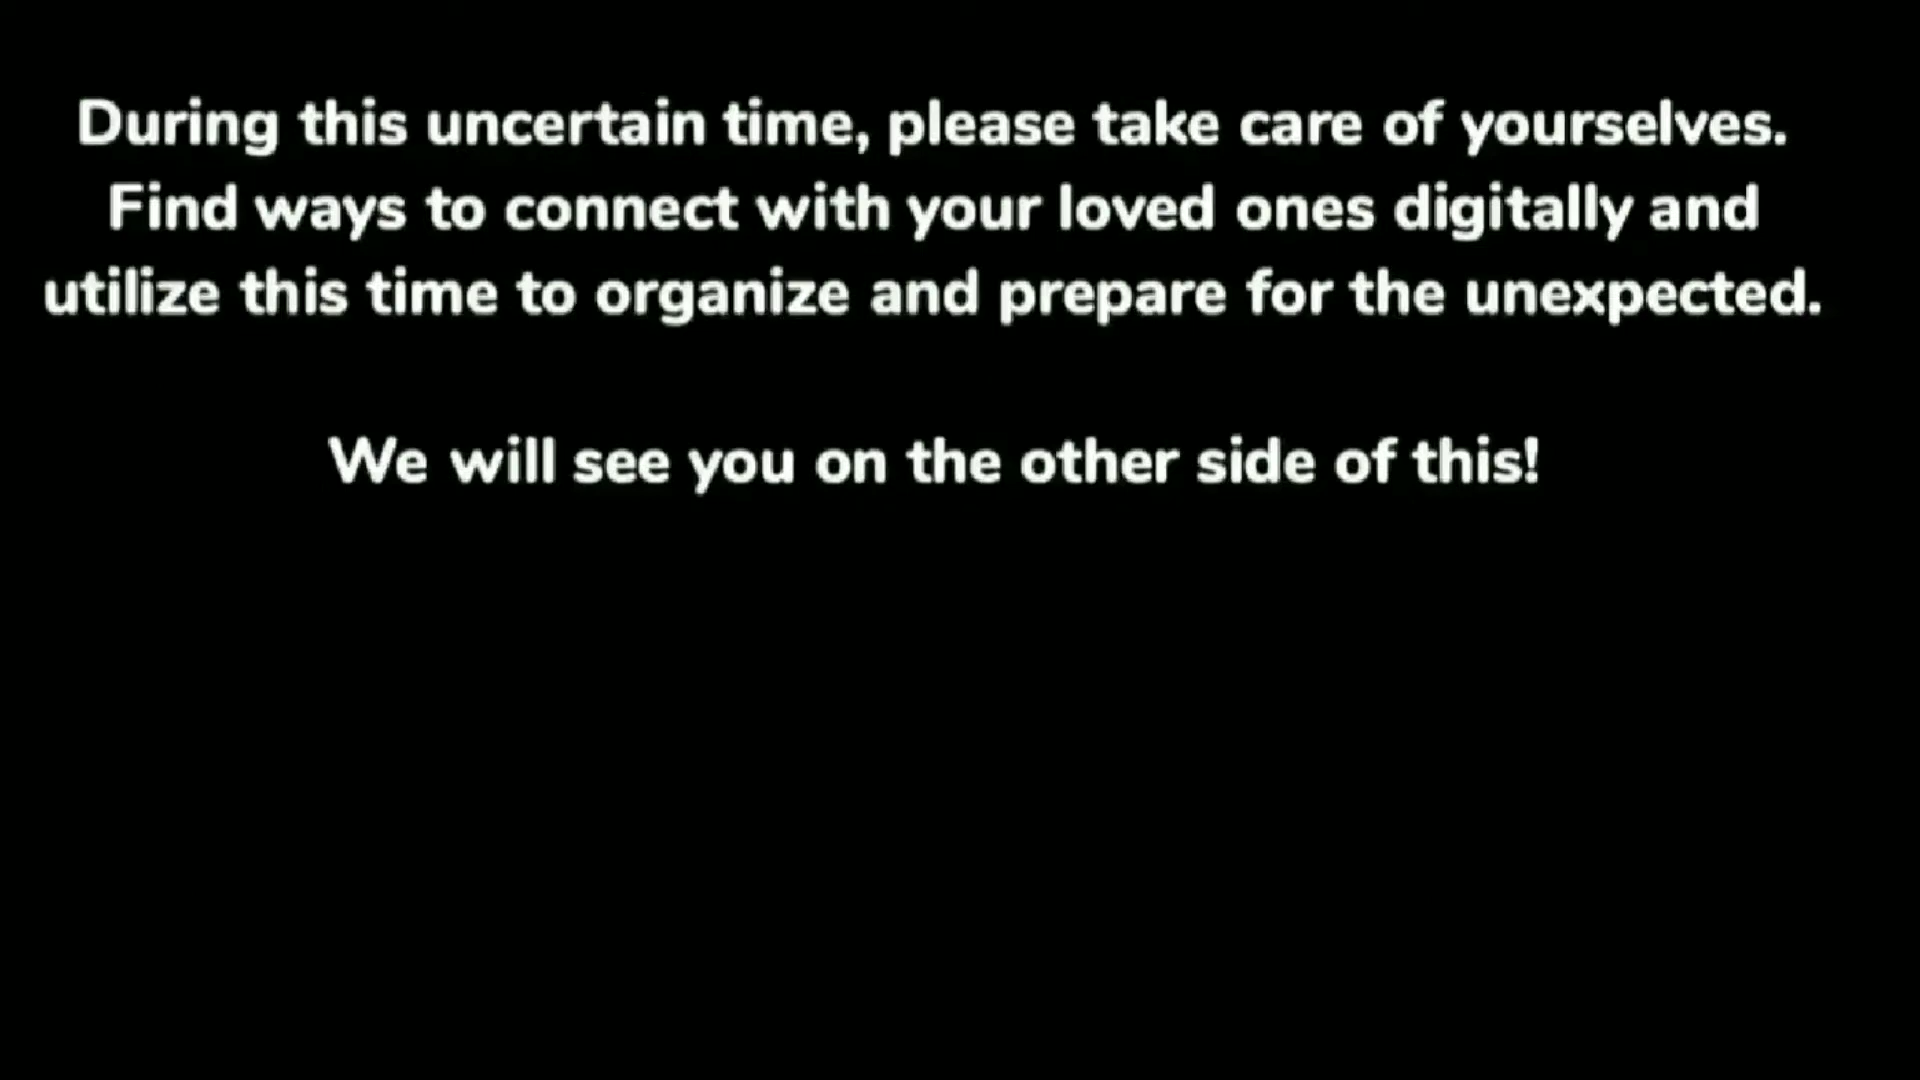 During this uncertain time, please take care of yourselves.
Find ways to connect with your loved ones digitally and
utilize this time to organize and prepare for the unexpected.
We will see you on the other side of this!